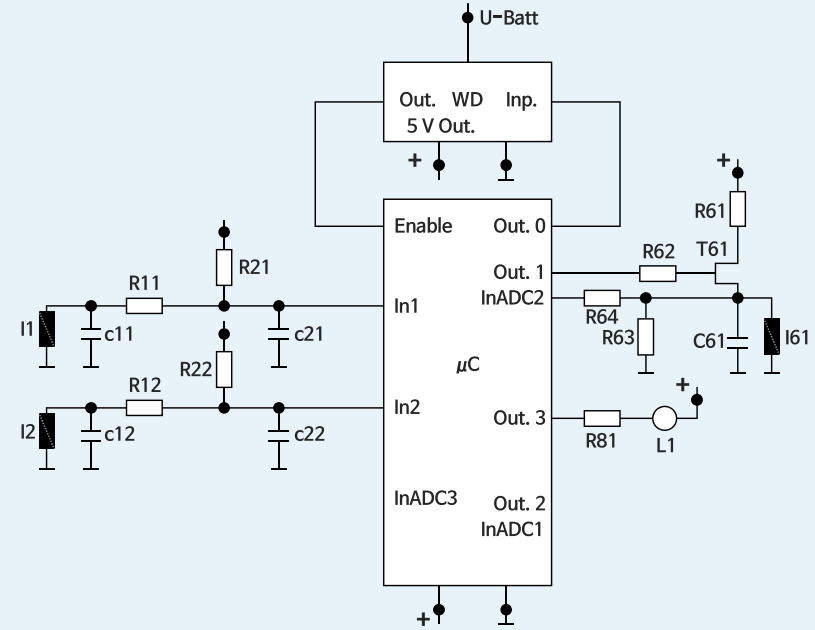 U-Batt
Out. WD Inp.
5 V Out.
+
+
R61
Enable
Out. 0
R62
T61
R21
Out. 1
R11
InADC2
I1
c11
In1
c21
R64
R63
C61
I61
R22
µC
R12
+
In2
Out. 3
I2
c12
c22
R81
L1
InADC3
Out. 2
InADC1
+